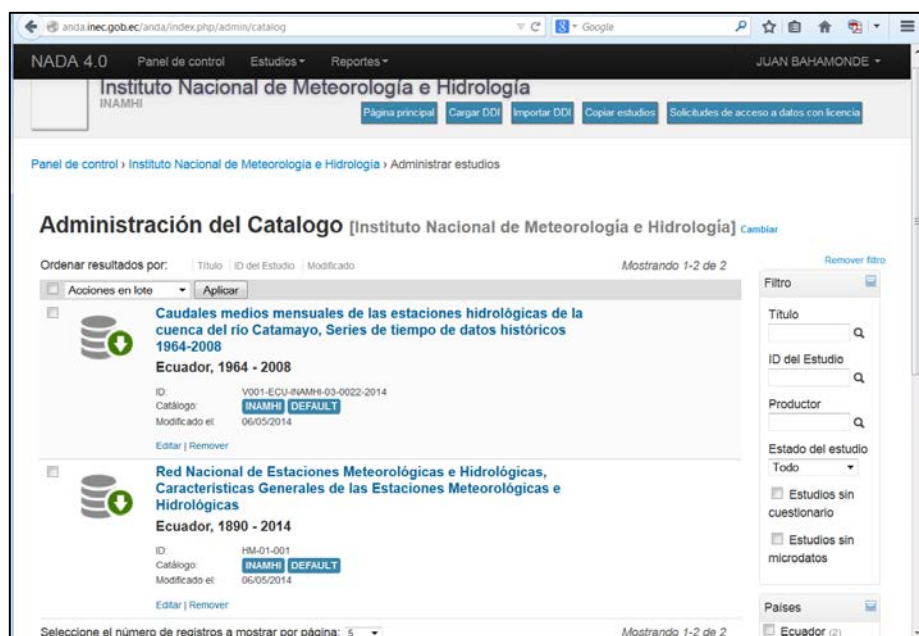 anda.inec.gob.ec/anda/index.php/admin/catalog
Google
NADA 4.0 Panel de control Estudios Reportes JUAN BAHAMONDE
Instituto Nacional de Meteorología e Hidrología
INAMHI
Página principal Cargar DDI Importar DDI Copiar estudios Solicitudes de acceso a datos con licencia
Panel de control › Instituto Nacional de Meteorología e Hidrología › Administrar estudios
Administración del Catalogo [Instituto Nacional de Meteorología e Hidrología] Cambiar
Ordenar resultados por: Título ID del Estudio Modificado Mostrando 1-2 de 2
Acciones en lote Aplicar
Caudales medios mensuales de las estaciones hidrológicas de la
cuenca del río Catamayo, Series de tiempo de datos históricos
1964-2008
Ecuador, 1964 - 2008
ID: V001-ECU-INAMHI-03-0022-2014
Catálogo: INAMHI DEFAULT
Modificado el: 06/05/2014
Editar | Remover
Red Nacional de Estaciones Meteorológicas e Hidrológicas,
Características Generales de las Estaciones Meteorológicas e
Hidrológicas
Ecuador, 1890 - 2014
ID: HM-01-001
Catálogo: INAMHI DEFAULT
Modificado el: 06/05/2014
Editar | Remover
Seleccione el número de registros a mostrar por página: 5 Mostrando 1-2 de 2
Remover filtro
Filtro
Título
ID del Estudio
Productor
Estado del estudio
Todo
Estudios sin
cuestionario
Estudios sin
microdatos
Países
Ecuador (2)